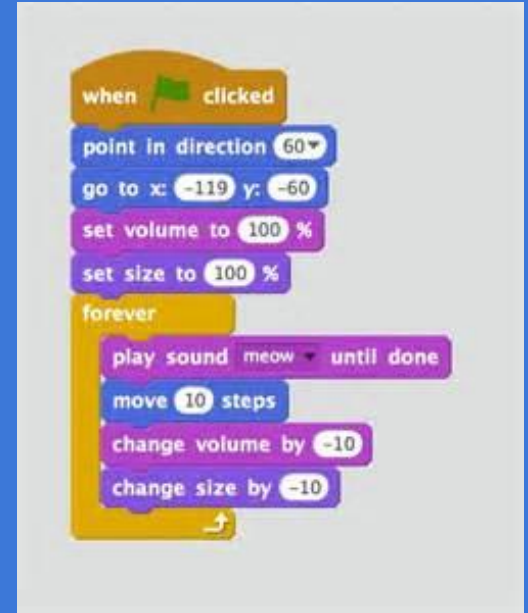 when clicked
point in direction 60
go to x: -119 y: -60
set volume to 100 %
set size to 100 %
forever
play sound meow until done
move 10 steps
change volume by -10
change size by -10